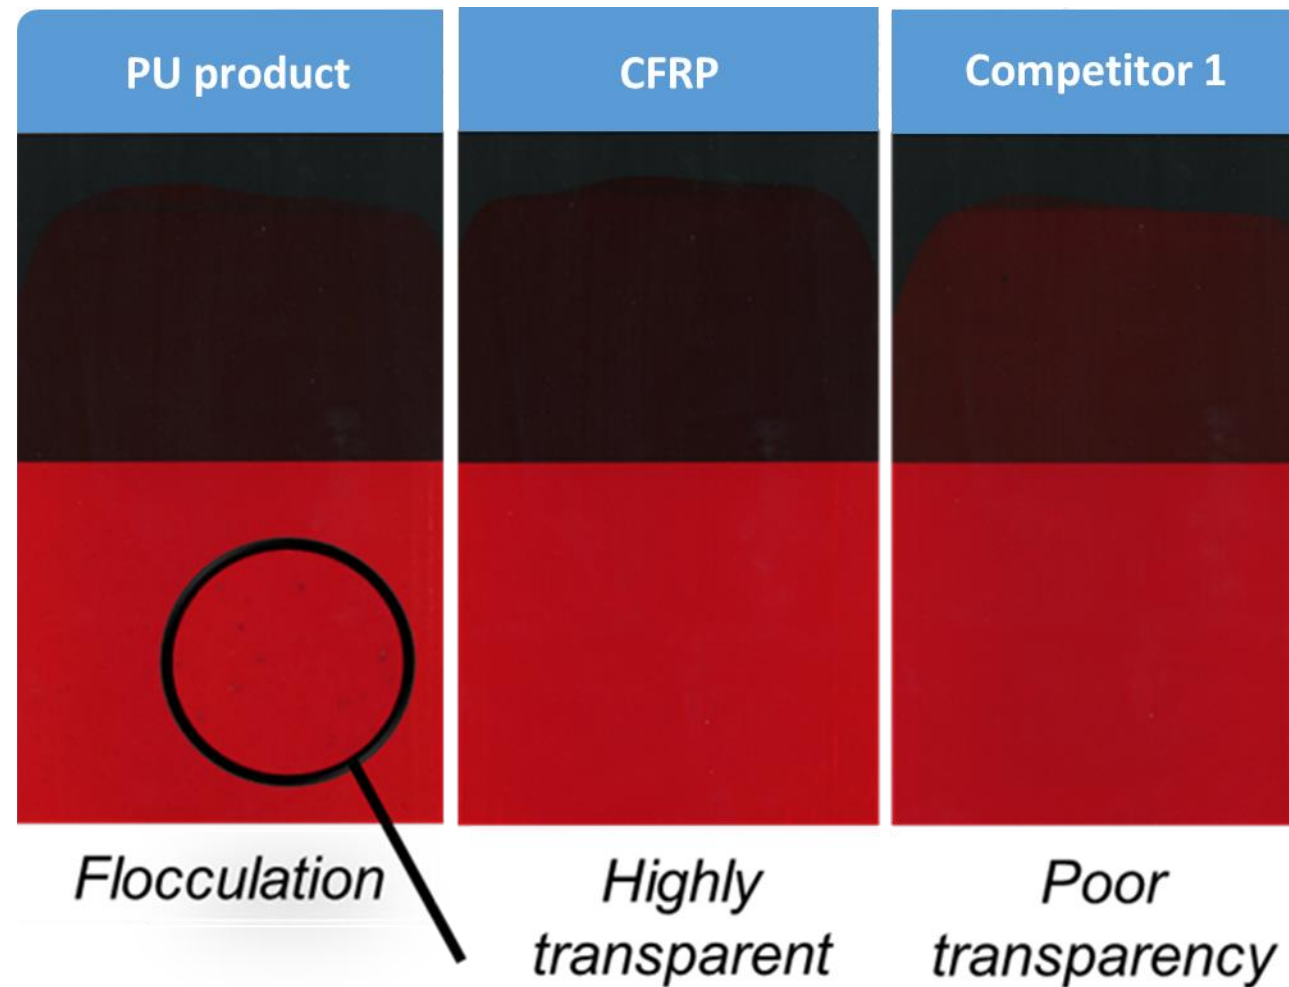 PU product
CFRP
Competitor 1
Flocculation
Highly
transparent
Poor
transparency